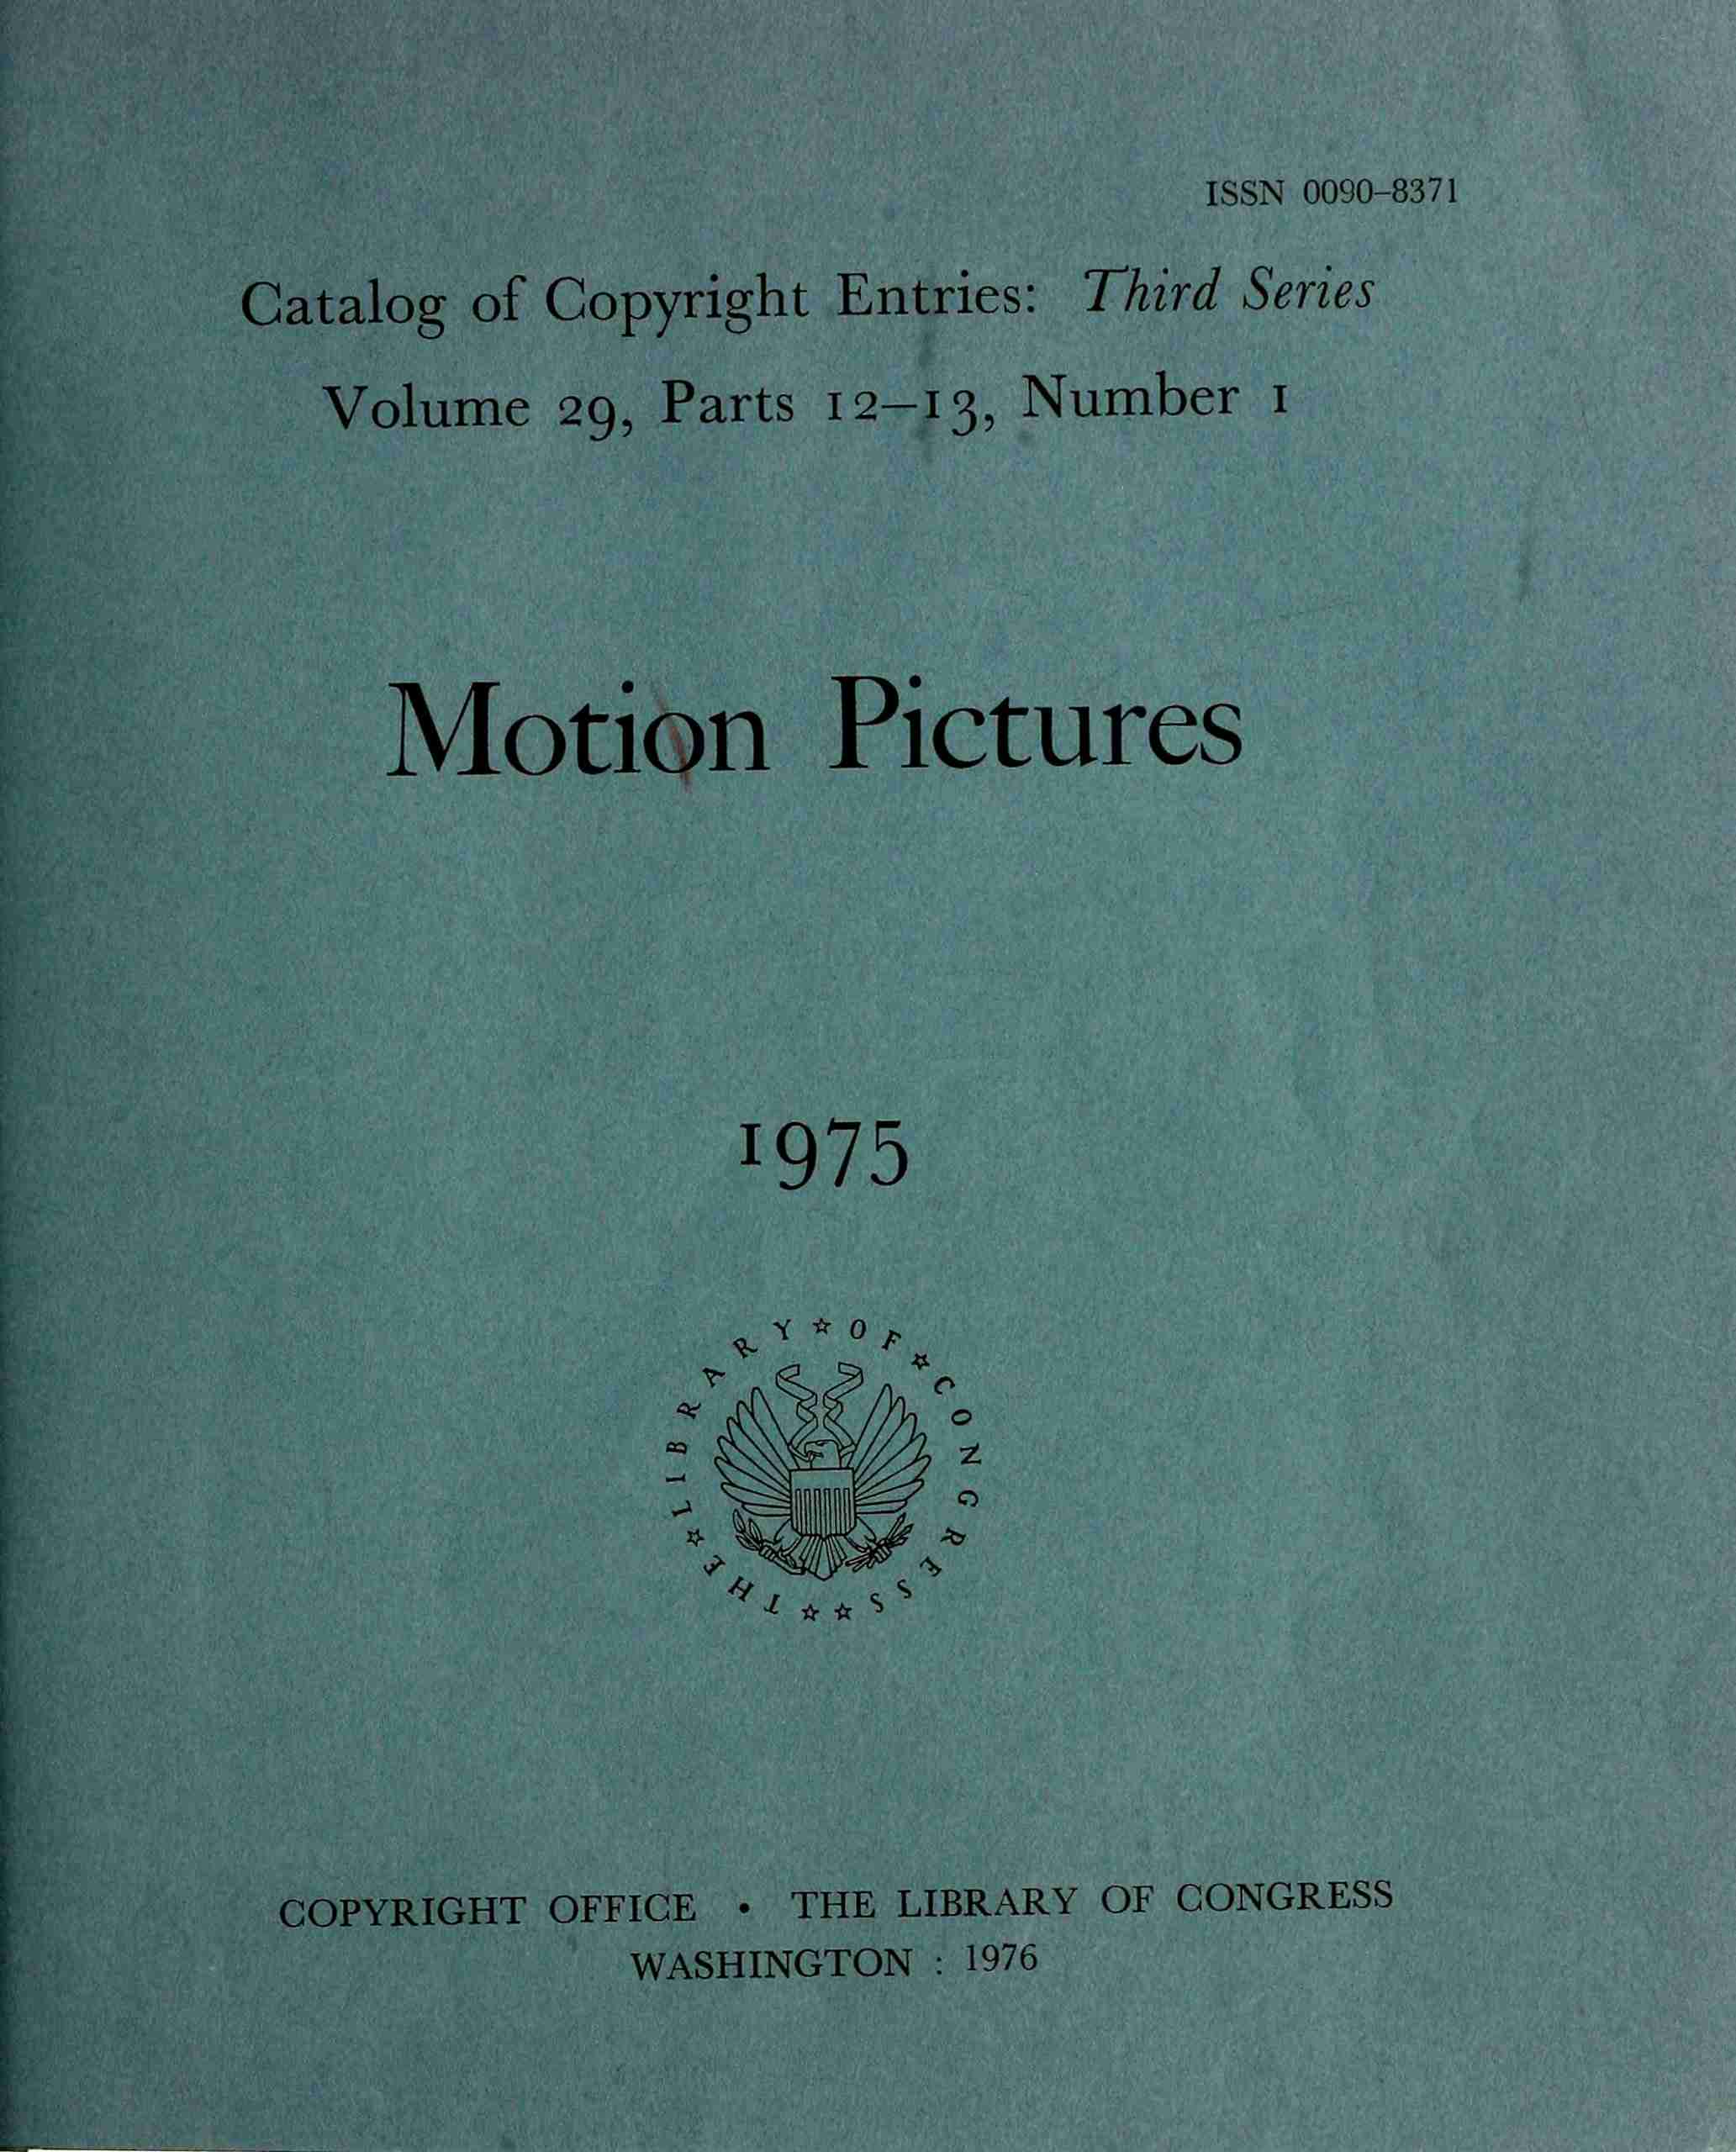 ISSN 0090–8371
Catalog of Copyright Entries: Third Series
Volume 29, Parts 12–13, Number 1
Motion Pictures
1975
THE ☆ LIBRARY ☆ OF ☆ CONGRESS ☆ ☆
COPYRIGHT OFFICE • THE LIBRARY OF CONGRESS
WASHINGTON : 1976